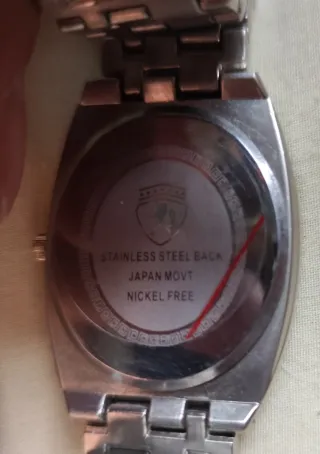 STAINLESS STEEL BACK
JAPAN MOVT
NICKEL FREE